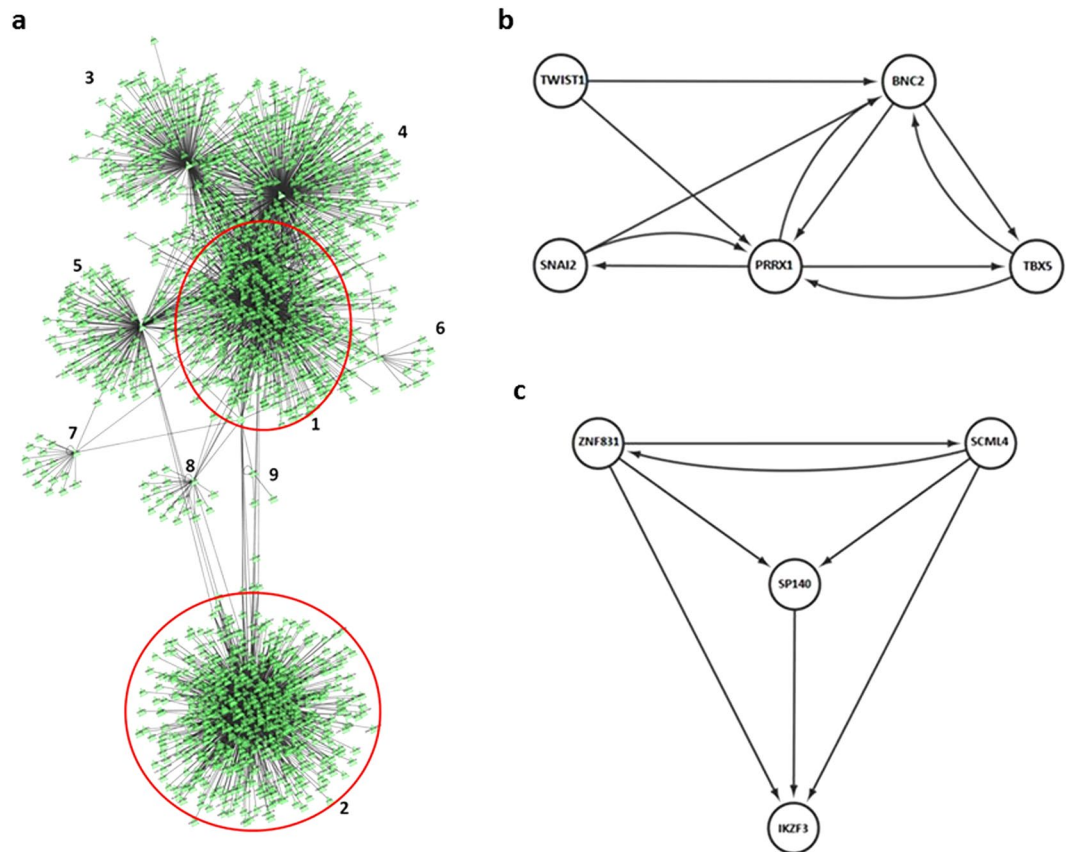 a
3
4
5
6
1
7
8
9
2
b
TWIST1
BNC2
SNAI2
PRRX1
TBX5
c
ZNF831
SCML4
SP140
IKZF3